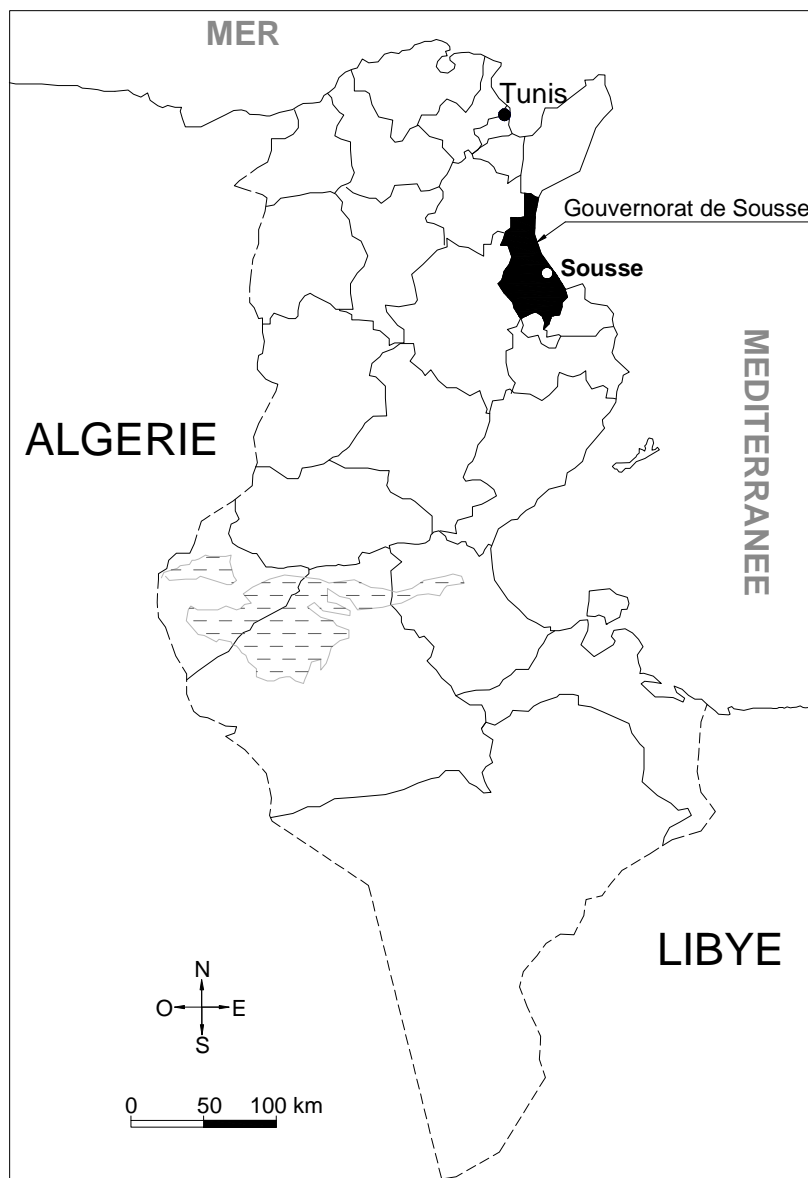 MER
Tunis
Gouvernorat de Sousse
Sousse
MEDITERRANEE
ALGERIE
LIBYE
N
O E
S
0 50 100 km